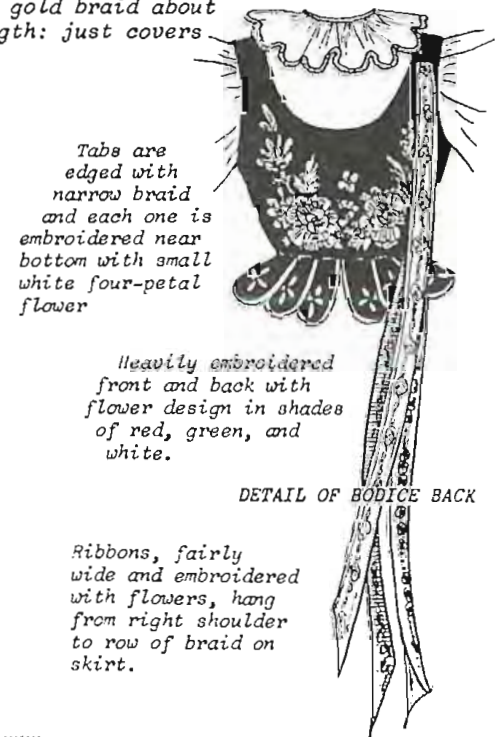 gold braid about
gth: just covers
Tabs are
edged with
narrow braid
and each one is
embroidered near
bottom with small
white four-petal
flower
Heavily embroidered
front and back with
flower design in shades
of red, green, and
white.
DETAIL OF BODICE BACK
Ribbons, fairly
wide and embroidered
with flowers, hang
from right shoulder
to row of braid on
skirt.